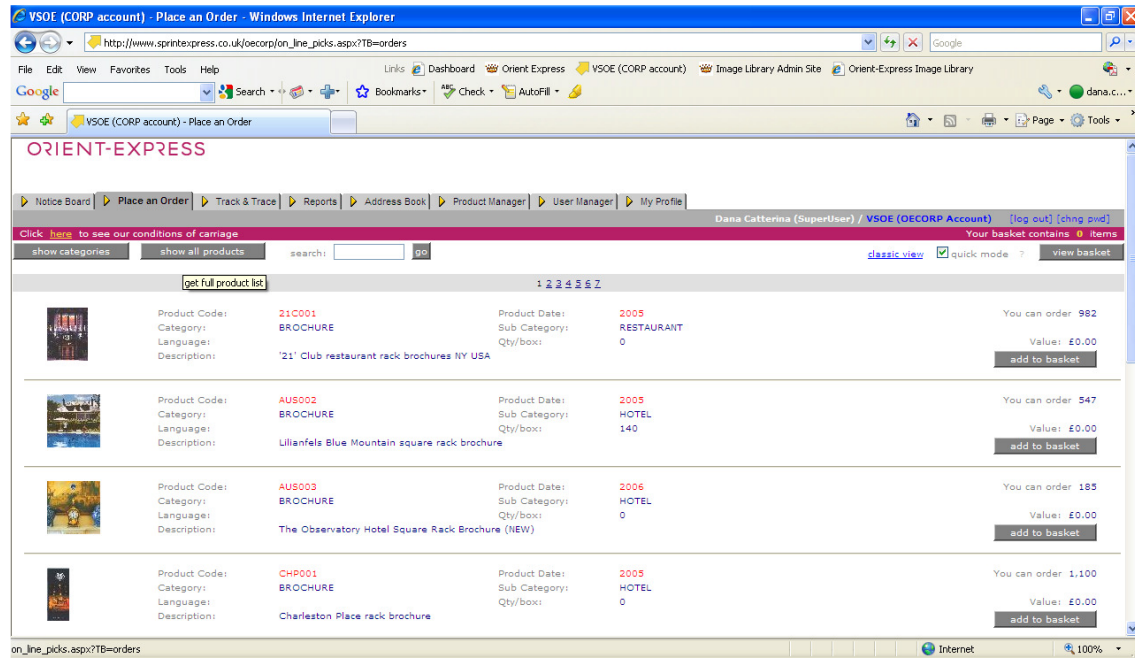 VSOE (CORP account) - Place an Order - Windows Internet Explorer
http://www.sprintexpress.co.uk/oecorp/on_line_picks.aspx?TB=orders
Google
File Edit View Favorites Tools Help Links Dashboard Orient Express VSOE (CORP account) Image Library Admin Site Orient-Express Image Library
Google Search Bookmarks ABC Check AutoFill dana.c...
VSOE (CORP account) - Place an Order Page Tools
ORIENT-EXPRESS
Notice Board Place an Order Track & Trace Reports Address Book Product Manager User Manager My Profile
Dana Catterina (SuperUser) / VSOE (OECORP Account) [log out] [chng pwd]
Click here to see our conditions of carriage Your basket contains 0 items
show categories show all products search: go classic view quick mode ? view basket
get full product list 1 2 3 4 5 6 7
Product Code: 21C001 Product Date: 2005 You can order 982
Category: BROCHURE Sub Category: RESTAURANT
Language: Qty/box: 0 Value: £0.00
Description: '21' Club restaurant rack brochures NY USA add to basket
Product Code: AUS002 Product Date: 2005 You can order 547
Category: BROCHURE Sub Category: HOTEL
Language: Qty/box: 140 Value: £0.00
Description: Lilianfels Blue Mountain square rack brochure add to basket
Product Code: AUS003 Product Date: 2006 You can order 185
Category: BROCHURE Sub Category: HOTEL
Language: Qty/box: 0 Value: £0.00
Description: The Observatory Hotel Square Rack Brochure (NEW) add to basket
Product Code: CHP001 Product Date: 2005 You can order 1,100
Category: BROCHURE Sub Category: HOTEL
Language: Qty/box: 0 Value: £0.00
Description: Charleston Place rack brochure add to basket
on_line_picks.aspx?TB=orders Internet 100%